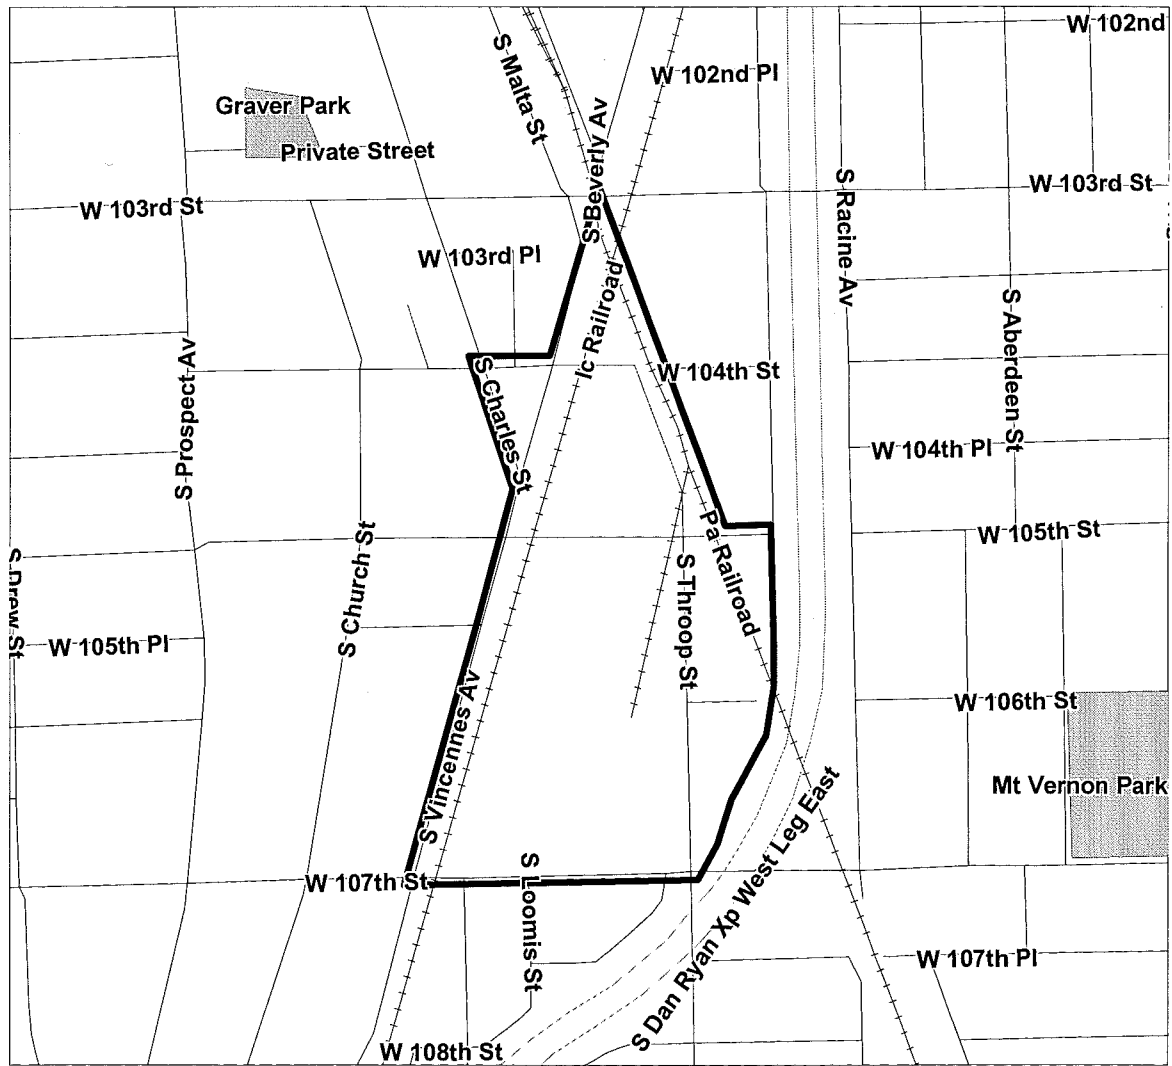 W 102nd
S Malta St
W 102nd Pl
Graver Park
S Beverly Av
Private Street
S Racine Av
W 103rd St
W 103rd St
W 103rd Pl
Ic Railroad
S Aberdeen St
S Prospect Av
W 104th St
S Charles St
W 104th Pl
Pa Railroad
W 105th St
S Church St
S Drew St
S Throop St
W 105th Pl
W 106th St
S Vincennes Av
Mt Vernon Park
S Dan Ryan Xp West Leg East
W 107th St
S Loomis St
W 107th Pl
W 108th St